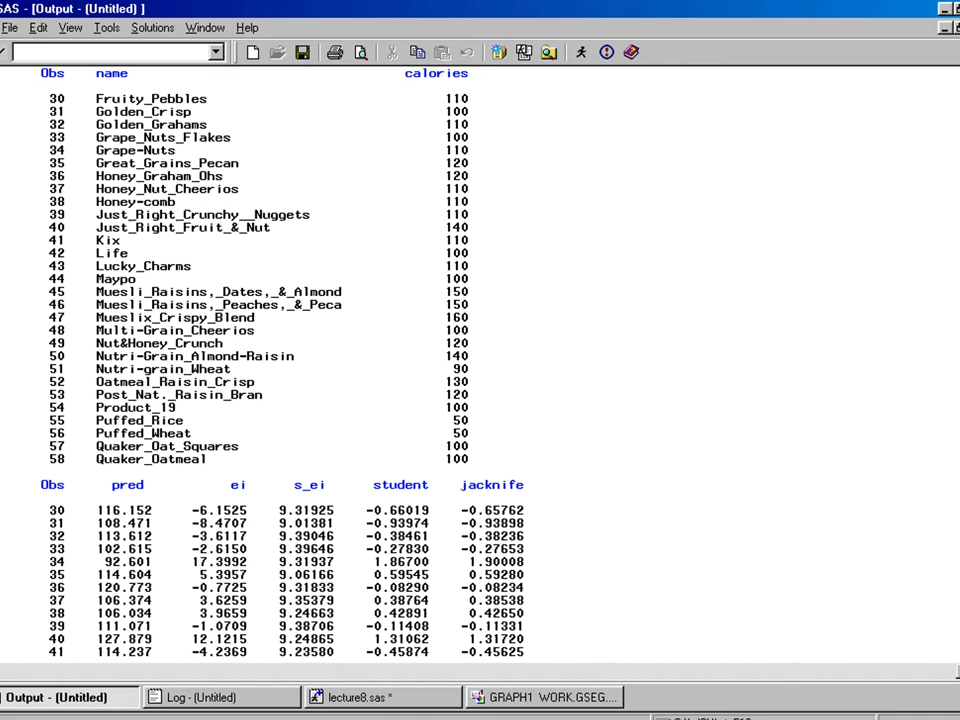 SAS - [Output - (Untitled) ]
File Edit View Tools Solutions Window Help
Obs name calories
30 Fruity_Pebbles 110
31 Golden_Crisp 100
32 Golden_Grahams 110
33 Grape_Nuts_Flakes 100
34 Grape-Nuts 110
35 Great_Grains_Pecan 120
36 Honey_Graham_Ohs 120
37 Honey_Nut_Cheerios 110
38 Honey-comb 110
39 Just_Right_Crunchy__Nuggets 110
40 Just_Right_Fruit_&_Nut 140
41 Kix 110
42 Life 100
43 Lucky_Charms 110
44 Maypo 100
45 Muesli_Raisins,_Dates,_&_Almond 150
46 Muesli_Raisins,_Peaches,_&_Peca 150
47 Mueslix_Crispy_Blend 160
48 Multi-Grain_Cheerios 100
49 Nut&Honey_Crunch 120
50 Nutri-Grain_Almond-Raisin 140
51 Nutri-grain_Wheat 90
52 Oatmeal_Raisin_Crisp 130
53 Post_Nat._Raisin_Bran 120
54 Product_19 100
55 Puffed_Rice 50
56 Puffed_Wheat 50
57 Quaker_Oat_Squares 100
58 Quaker_Oatmeal 100
Obs pred ei s_ei student jacknife
30 116.152 -6.1525 9.31925 -0.66019 -0.65762
31 108.471 -8.4707 9.01381 -0.93974 -0.93898
32 113.612 -3.6117 9.39046 -0.38461 -0.38236
33 102.615 -2.6150 9.39646 -0.27830 -0.27653
34 92.601 17.3992 9.31937 1.86700 1.90008
35 114.604 5.3957 9.06166 0.59545 0.59280
36 120.773 -0.7725 9.31833 -0.08290 -0.08234
37 106.374 3.6259 9.35379 0.38764 0.38538
38 106.034 3.9659 9.24663 0.42891 0.42650
39 111.071 -1.0709 9.38706 -0.11408 -0.11331
40 127.879 12.1215 9.24865 1.31062 1.31720
41 114.237 -4.2369 9.23580 -0.45874 -0.45625
Output - (Untitled) Log - (Untitled) lecture8.sas * GRAPH1 WORK.GSEG....